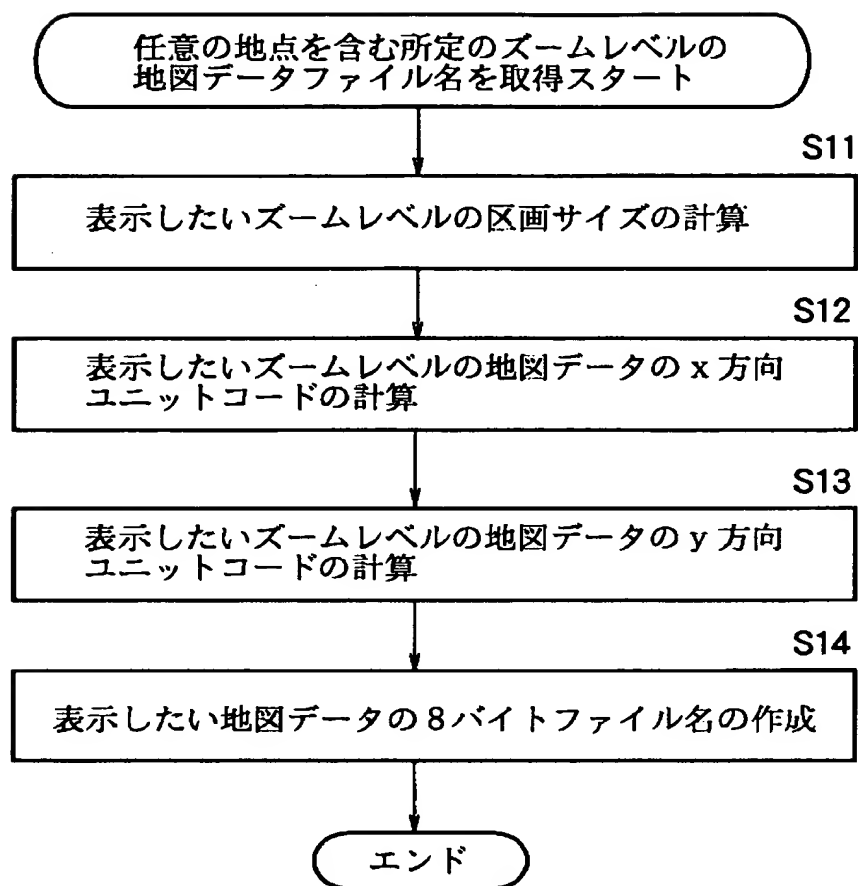 任意の地点を含む所定のズームレベルの
地図データファイル名を取得スタート
S11
表示したいズームレベルの区画サイズの計算
S12
表示したいズームレベルの地図データの x 方向
ユニットコードの計算
S13
表示したいズームレベルの地図データの y 方向
ユニットコードの計算
S14
表示したい地図データの8バイトファイル名の作成
エンド